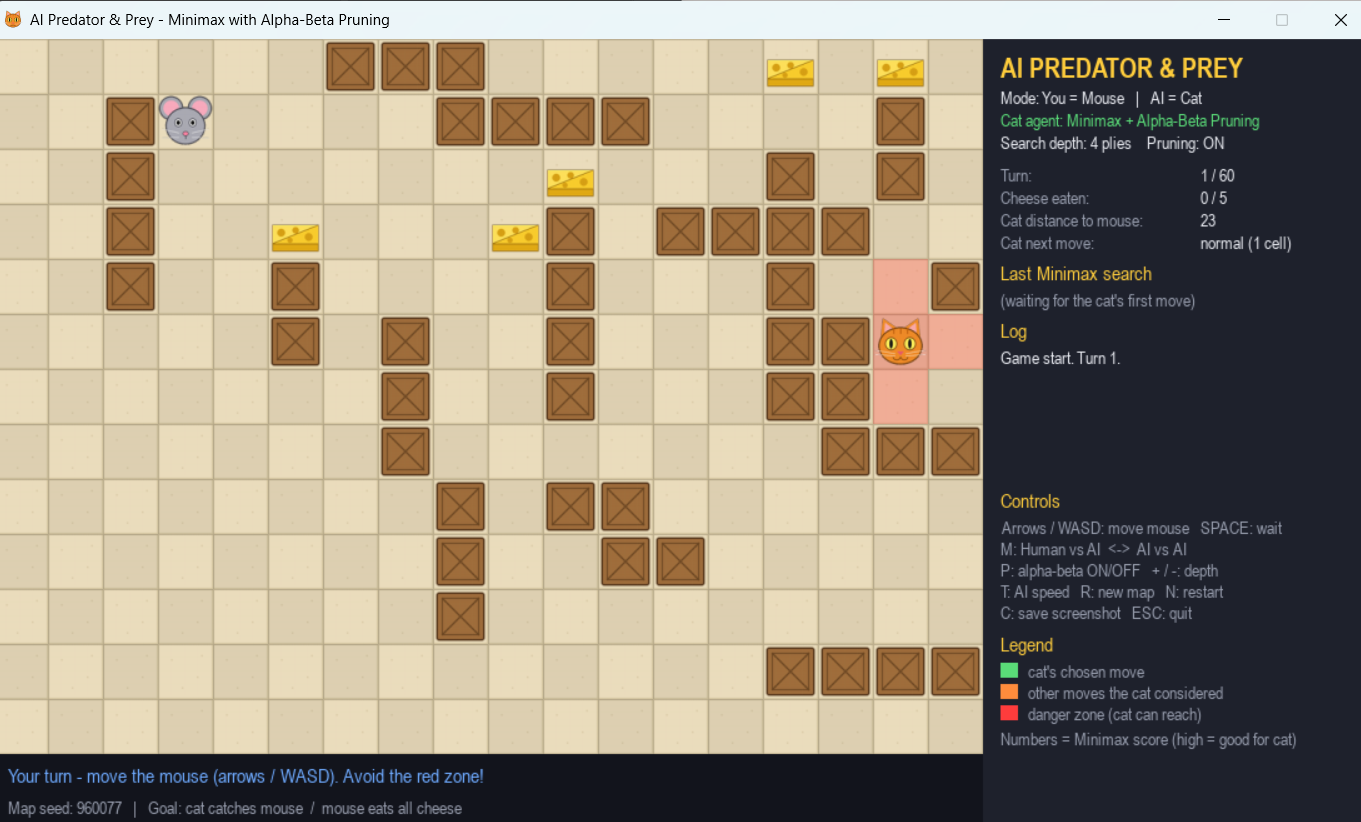 AI Predator & Prey - Minimax with Alpha-Beta Pruning
AI PREDATOR & PREY
Mode: You = Mouse | AI = Cat
Cat agent: Minimax + Alpha-Beta Pruning
Search depth: 4 plies Pruning: ON
Turn: 1 / 60
Cheese eaten: 0 / 5
Cat distance to mouse: 23
Cat next move: normal (1 cell)
Last Minimax search
(waiting for the cat's first move)
Log
Game start. Turn 1.
Controls
Arrows / WASD: move mouse SPACE: wait
M: Human vs AI <-> AI vs AI
P: alpha-beta ON/OFF + / -: depth
T: AI speed R: new map N: restart
C: save screenshot ESC: quit
Legend
cat's chosen move
other moves the cat considered
danger zone (cat can reach)
Numbers = Minimax score (high = good for cat)
Your turn - move the mouse (arrows / WASD). Avoid the red zone!
Map seed: 960077 | Goal: cat catches mouse / mouse eats all cheese